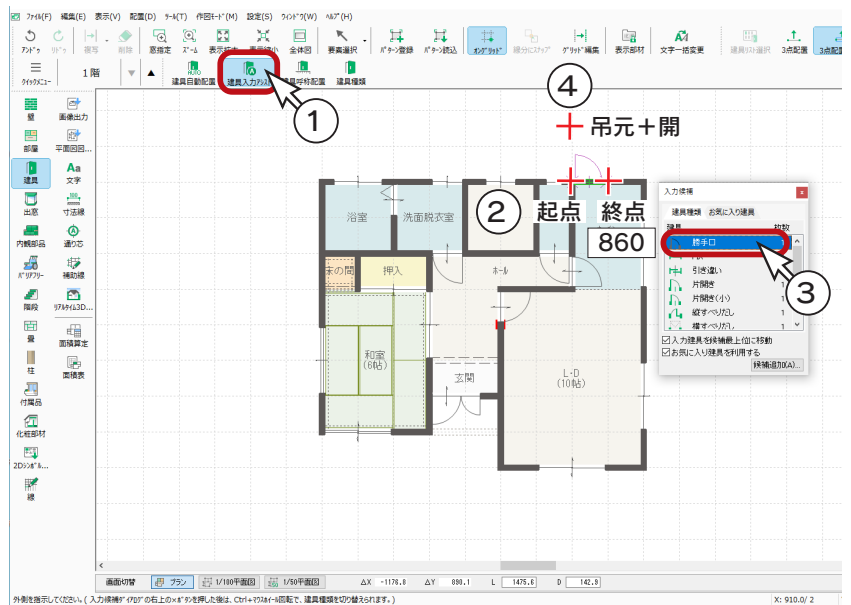 ﾌｧｲﾙ(F) 編集(E) 表示(V) 配置(D) ﾂｰﾙ(T) 作図ﾓｰﾄﾞ(M) 設定(S) ｳｨﾝﾄﾞｳ(W) ﾍﾙﾌﾟ(H)
ｱﾝﾄﾞｩ ﾘﾄﾞｩ 複写 削除 窓指定 ｽﾞｰﾑ 表示拡大 表示縮小 全体図 要素選択 ﾊﾟﾀｰﾝ登録 ﾊﾟﾀｰﾝ読込 ｵﾝｸﾞﾘｯﾄﾞ 線分にｽﾅｯﾌﾟ ｸﾞﾘｯﾄﾞ編集 表示部材 文字一括変更 建具ﾘｽﾄ選択 3点配置 3点配置
ｸｲｯｸﾒﾆｭｰ 1 階 ▼ ▲ 建具自動配置 建具入力ｱｼｽﾄ 建具呼称配置 建具種類
壁 画像出力
部屋 平面図図...
建具 文字
出窓 寸法線
内観部品 通り芯
ﾊﾞﾘｱﾌﾘｰ 補助線
階段 ﾘｱﾙﾀｲﾑ3D...
畳 面積算定
柱 面積表
付属品
化粧部材
2Dｼﾝﾎﾞﾙ...
線
①
④
吊元＋開
浴室
洗面脱衣室
②
起点 終点
860
床の間
押入
ﾎｰﾙ
和室
(6帖)
玄関
L・D
(10帖)
入力候補
建具種類 お気に入り建具
建具 枚数
勝手口 1
引き違い
片開き 1
片開き(小) 1
縦すべりだし 1
横すべりだし 1
③
入力建具を候補最上位に移動
お気に入り建具を利用する
候補追加(A)...
画面切替 プラン 1/100平面図 1/50平面図 ΔX -1176.8 ΔY 890.1 L 1475.6 D 142.9
外側を指示してください。( 入力候補ﾀﾞｲｱﾛｸﾞの右上の×ﾎﾞﾀﾝを押した後は、Ctrl+ﾏｳｽﾎｲｰﾙ回転で、建具種類を切り替えられます。) X: 910.0/ 2